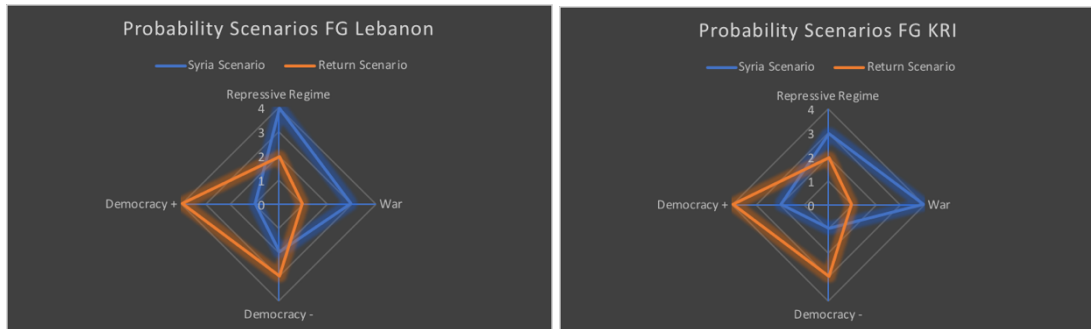 Probability Scenarios FG Lebanon
Syria Scenario Return Scenario
Repressive Regime
4
3
2
1
0
Democracy +
War
Democracy -
Probability Scenarios FG KRI
Syria Scenario Return Scenario
Repressive Regime
4
3
2
1
0
Democracy +
War
Democracy -